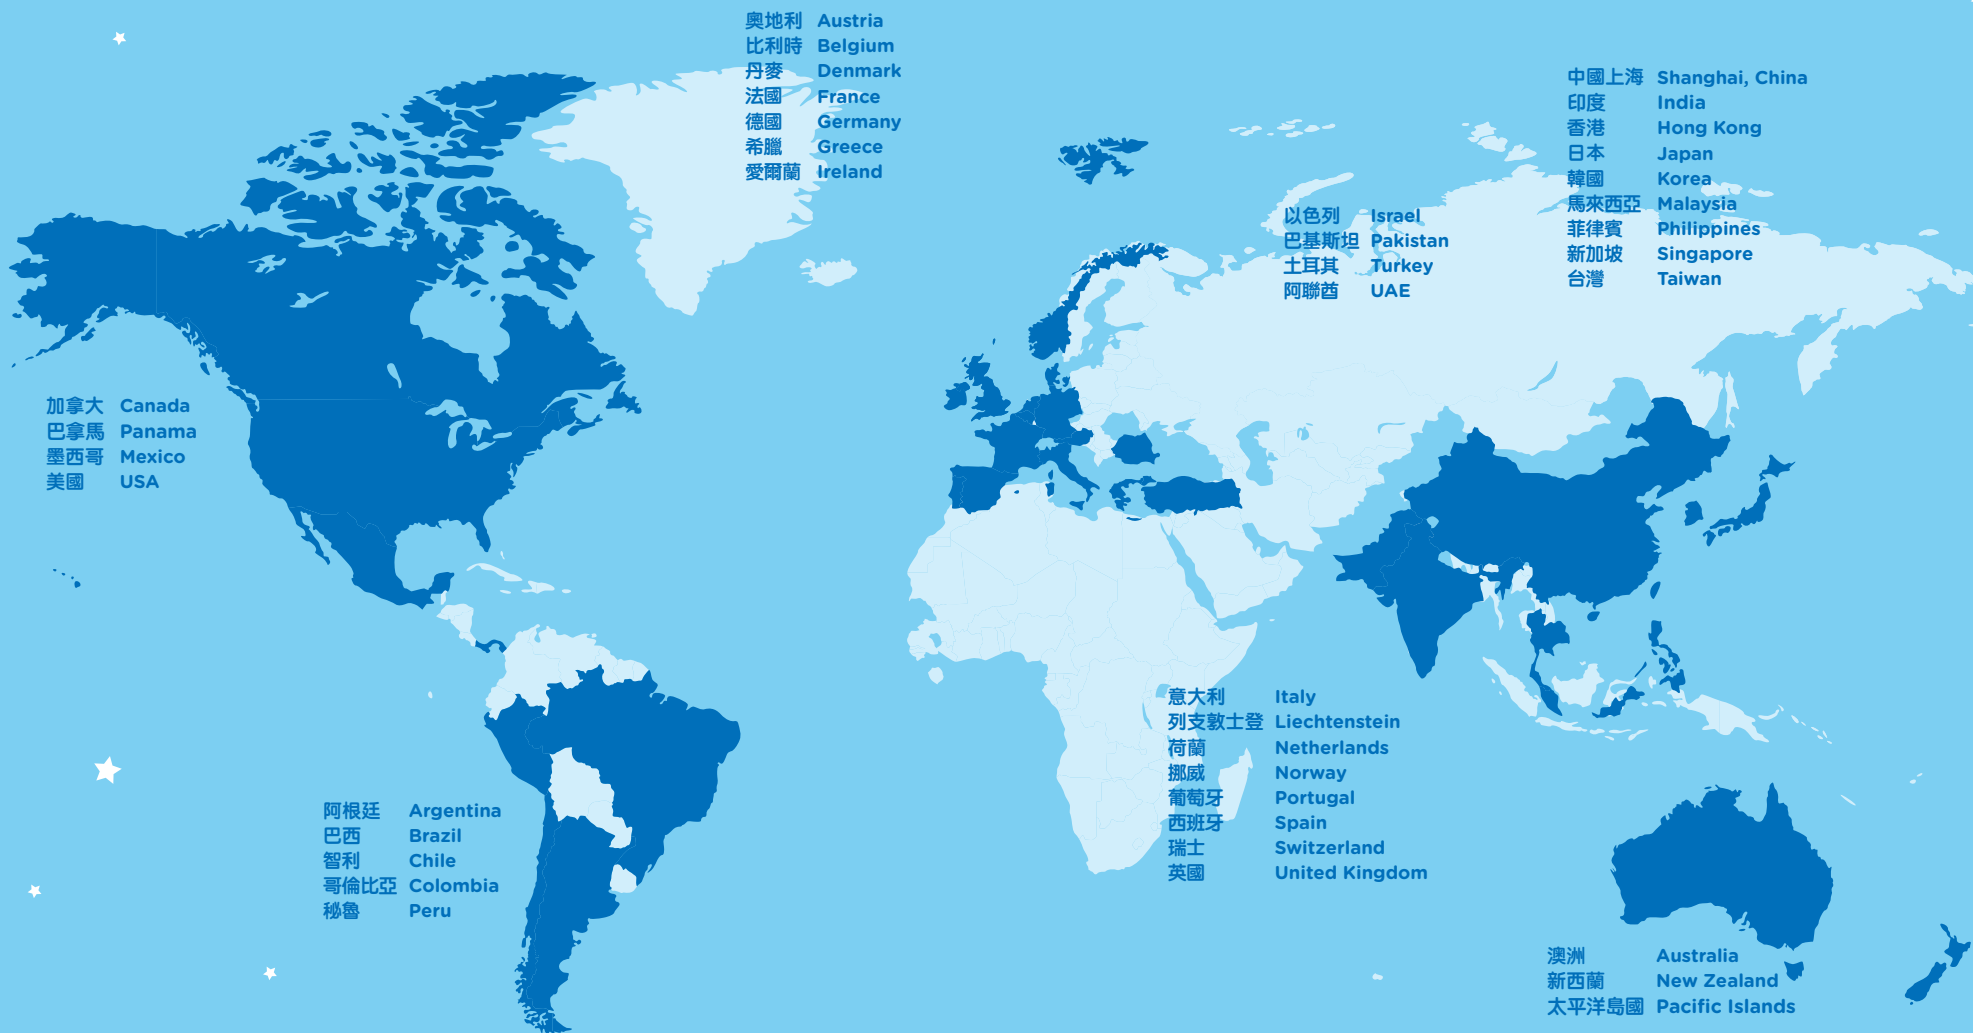 奧地利 Austria
比利時 Belgium
丹麥 Denmark
法國 France
德國 Germany
希臘 Greece
愛爾蘭 Ireland
中國上海 Shanghai, China
印度 India
香港 Hong Kong
日本 Japan
韓國 Korea
馬來西亞 Malaysia
菲律賓 Philippines
新加坡 Singapore
台灣 Taiwan
以色列 Israel
巴基斯坦 Pakistan
土耳其 Turkey
阿聯酋 UAE
加拿大 Canada
巴拿馬 Panama
墨西哥 Mexico
美國 USA
意大利 Italy
列支敦士登 Liechtenstein
荷蘭 Netherlands
挪威 Norway
葡萄牙 Portugal
西班牙 Spain
瑞士 Switzerland
英國 United Kingdom
阿根廷 Argentina
巴西 Brazil
智利 Chile
哥倫比亞 Colombia
秘魯 Peru
澳洲 Australia
新西蘭 New Zealand
太平洋島國 Pacific Islands